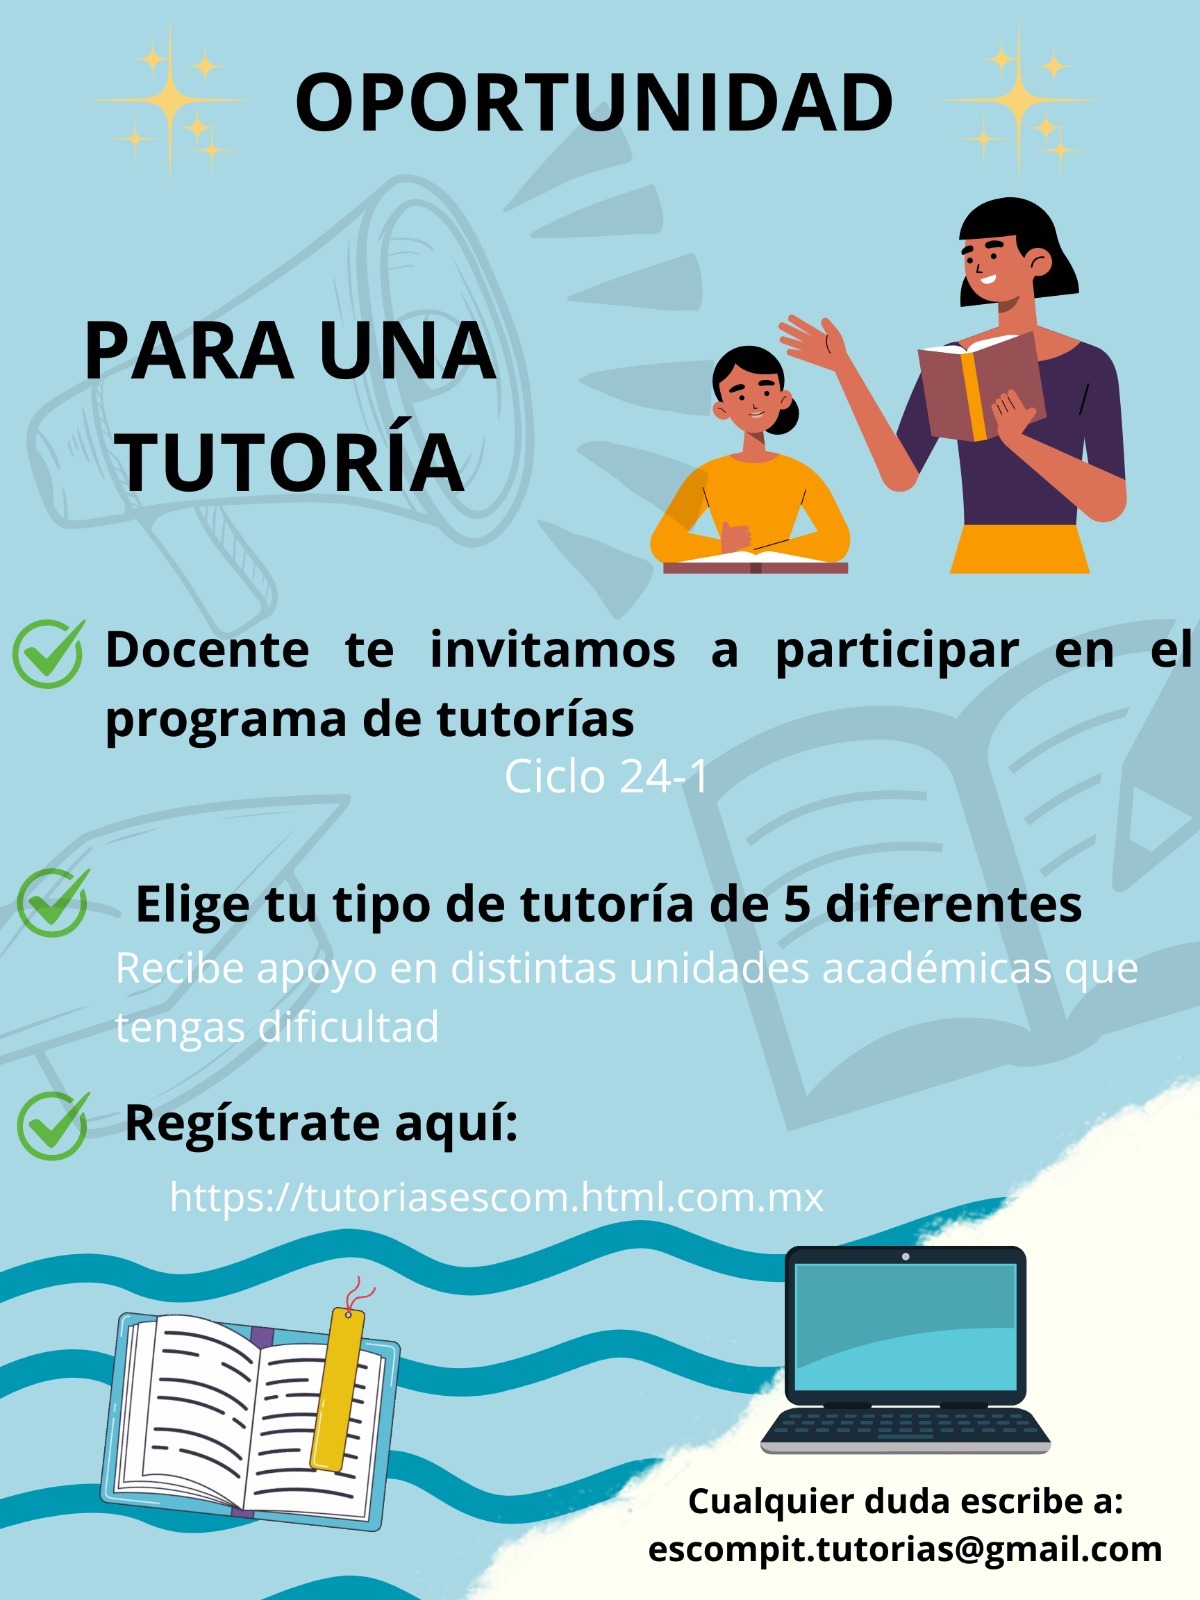 OPORTUNIDAD
PARA UNA
TUTORÍA
Docente te invitamos a participar en el
programa de tutorías
Ciclo 24-1
Elige tu tipo de tutoría de 5 diferentes
Recibe apoyo en distintas unidades académicas que
tengas dificultad
Regístrate aquí:
https://tutoriasescom.html.com.mx
Cualquier duda escribe a:
escompit.tutorias@gmail.com